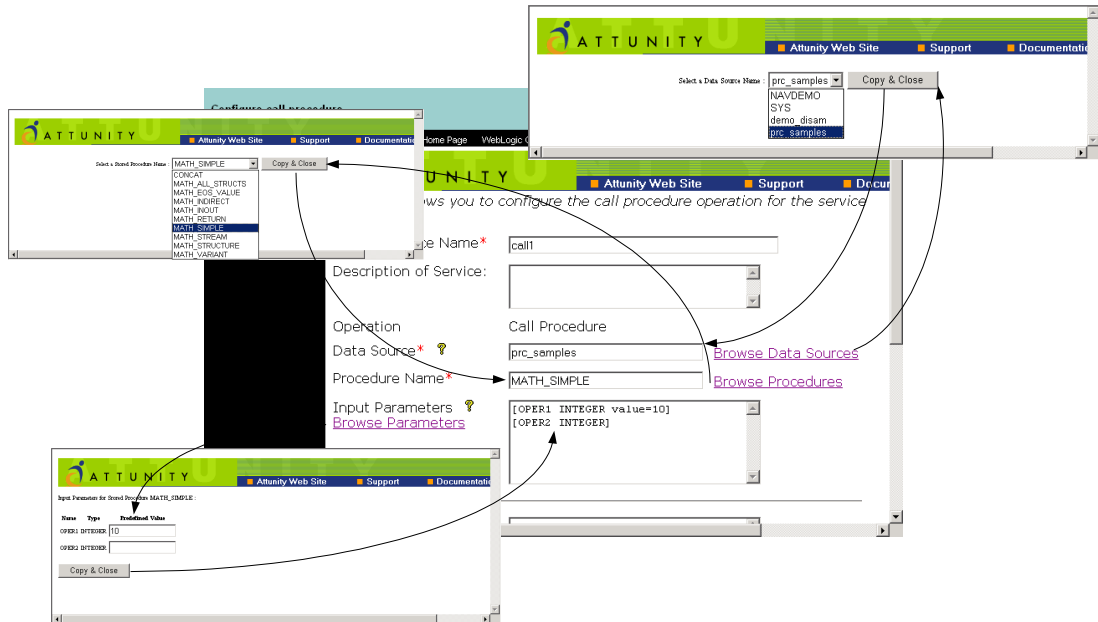 ATTUNITY
Attunity Web Site
Support
Documentatio
Select a Data Source Name : prc_samples
Copy & Close
NAVDEMO
SYS
demo_disam
prc_samples
Configure call procedure
Home Page WebLogic
ATTUNITY
Attunity Web Site
Support
Documentatio
Select a Stored Procedure Name : MATH_SIMPLE
Copy & Close
CONCAT
MATH_ALL_STRUCTS
MATH_EOS_VALUE
MATH_INDIRECT
MATH_INOUT
MATH_RETURN
MATH_SIMPLE
MATH_STREAM
MATH_STRUCTURE
MATH_VARIANT
UNITY
Attunity Web Site
Support
Docur
ows you to configure the call procedure operation for the service
ce Name* call1
Description of Service:
Operation Call Procedure
Data Source* ? prc_samples Browse Data Sources
Procedure Name* MATH_SIMPLE Browse Procedures
Input Parameters ? [OPER1 INTEGER value=10]
Browse Parameters [OPER2 INTEGER]
ATTUNITY
Attunity Web Site
Support
Documentatio
Input Parameters for Stored Procedure MATH_SIMPLE :
Name Type Predefined Value
OPER1 INTEGER 10
OPER2 INTEGER
Copy & Close